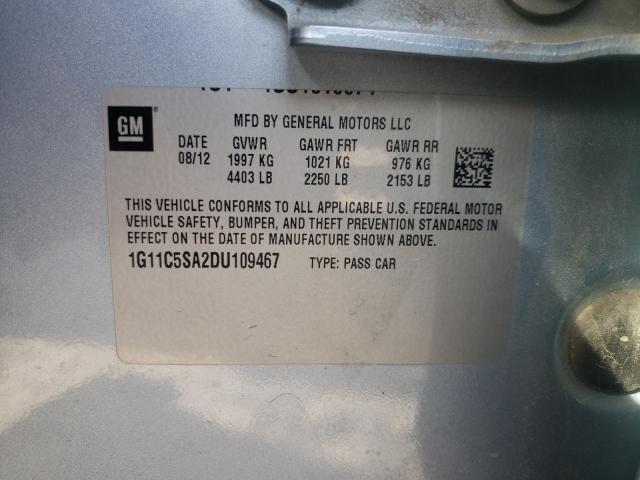 GM ®
MFD BY GENERAL MOTORS LLC
DATE GVWR GAWR FRT GAWR RR
08/12 1997 KG 1021 KG 976 KG
4403 LB 2250 LB 2153 LB
THIS VEHICLE CONFORMS TO ALL APPLICABLE U.S. FEDERAL MOTOR
VEHICLE SAFETY, BUMPER, AND THEFT PREVENTION STANDARDS IN
EFFECT ON THE DATE OF MANUFACTURE SHOWN ABOVE.
1G11C5SA2DU109467 TYPE: PASS CAR